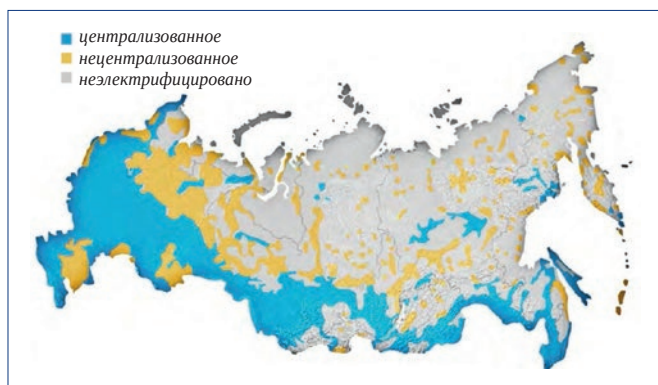 централизованное
нецентрализованное
неэлектрифицировано